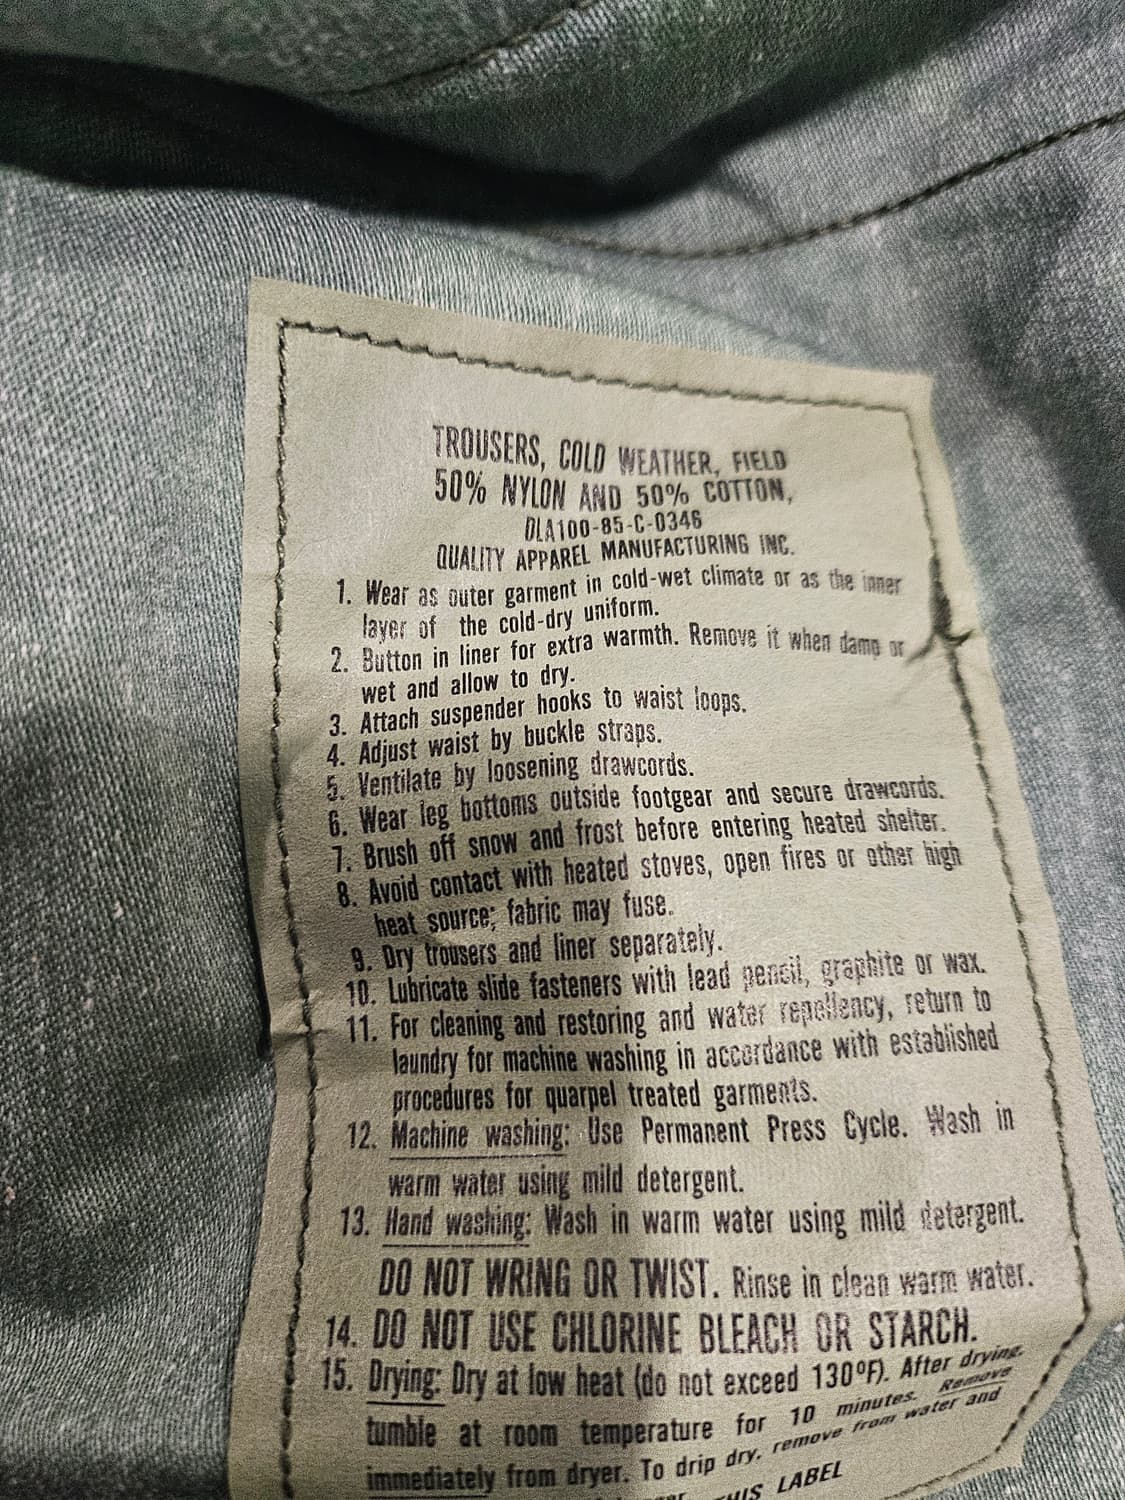 TROUSERS, COLD WEATHER, FIELD
50% NYLON AND 50% COTTON,
DLA100-85-C-0346
QUALITY APPAREL MANUFACTURING INC.
1. Wear as outer garment in cold-wet climate or as the inner
layer of the cold-dry uniform.
2. Button in liner for extra warmth. Remove it when damp or
wet and allow to dry.
3. Attach suspender hooks to waist loops.
4. Adjust waist by buckle straps.
5. Ventilate by loosening drawcords.
6. Wear leg bottoms outside footgear and secure drawcords.
7. Brush off snow and frost before entering heated shelter.
8. Avoid contact with heated stoves, open fires or other high
heat source; fabric may fuse.
9. Dry trousers and liner separately.
10. Lubricate slide fasteners with lead pencil, graphite or wax.
11. For cleaning and restoring and water repellency, return to
laundry for machine washing in accordance with established
procedures for quarpel treated garments.
12. Machine washing: Use Permanent Press Cycle. Wash in
warm water using mild detergent.
13. Hand washing: Wash in warm water using mild detergent.
DO NOT WRING OR TWIST. Rinse in clean warm water.
14. DO NOT USE CHLORINE BLEACH OR STARCH.
15. Drying: Dry at low heat (do not exceed 130ºF). After drying,
tumble at room temperature for 10 minutes. Remove
immediately from dryer. To drip dry, remove from water and
THIS LABEL